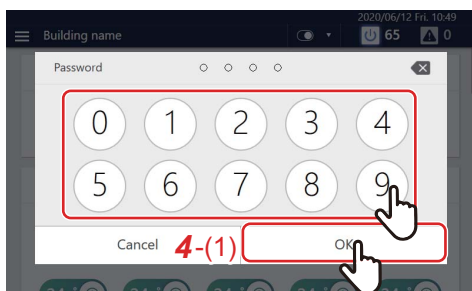 2020/06/12 Fri. 10:49
Building name 65 0
Password
0 1 2 3 4
5 6 7 8 9
Cancel 4-(1) OK